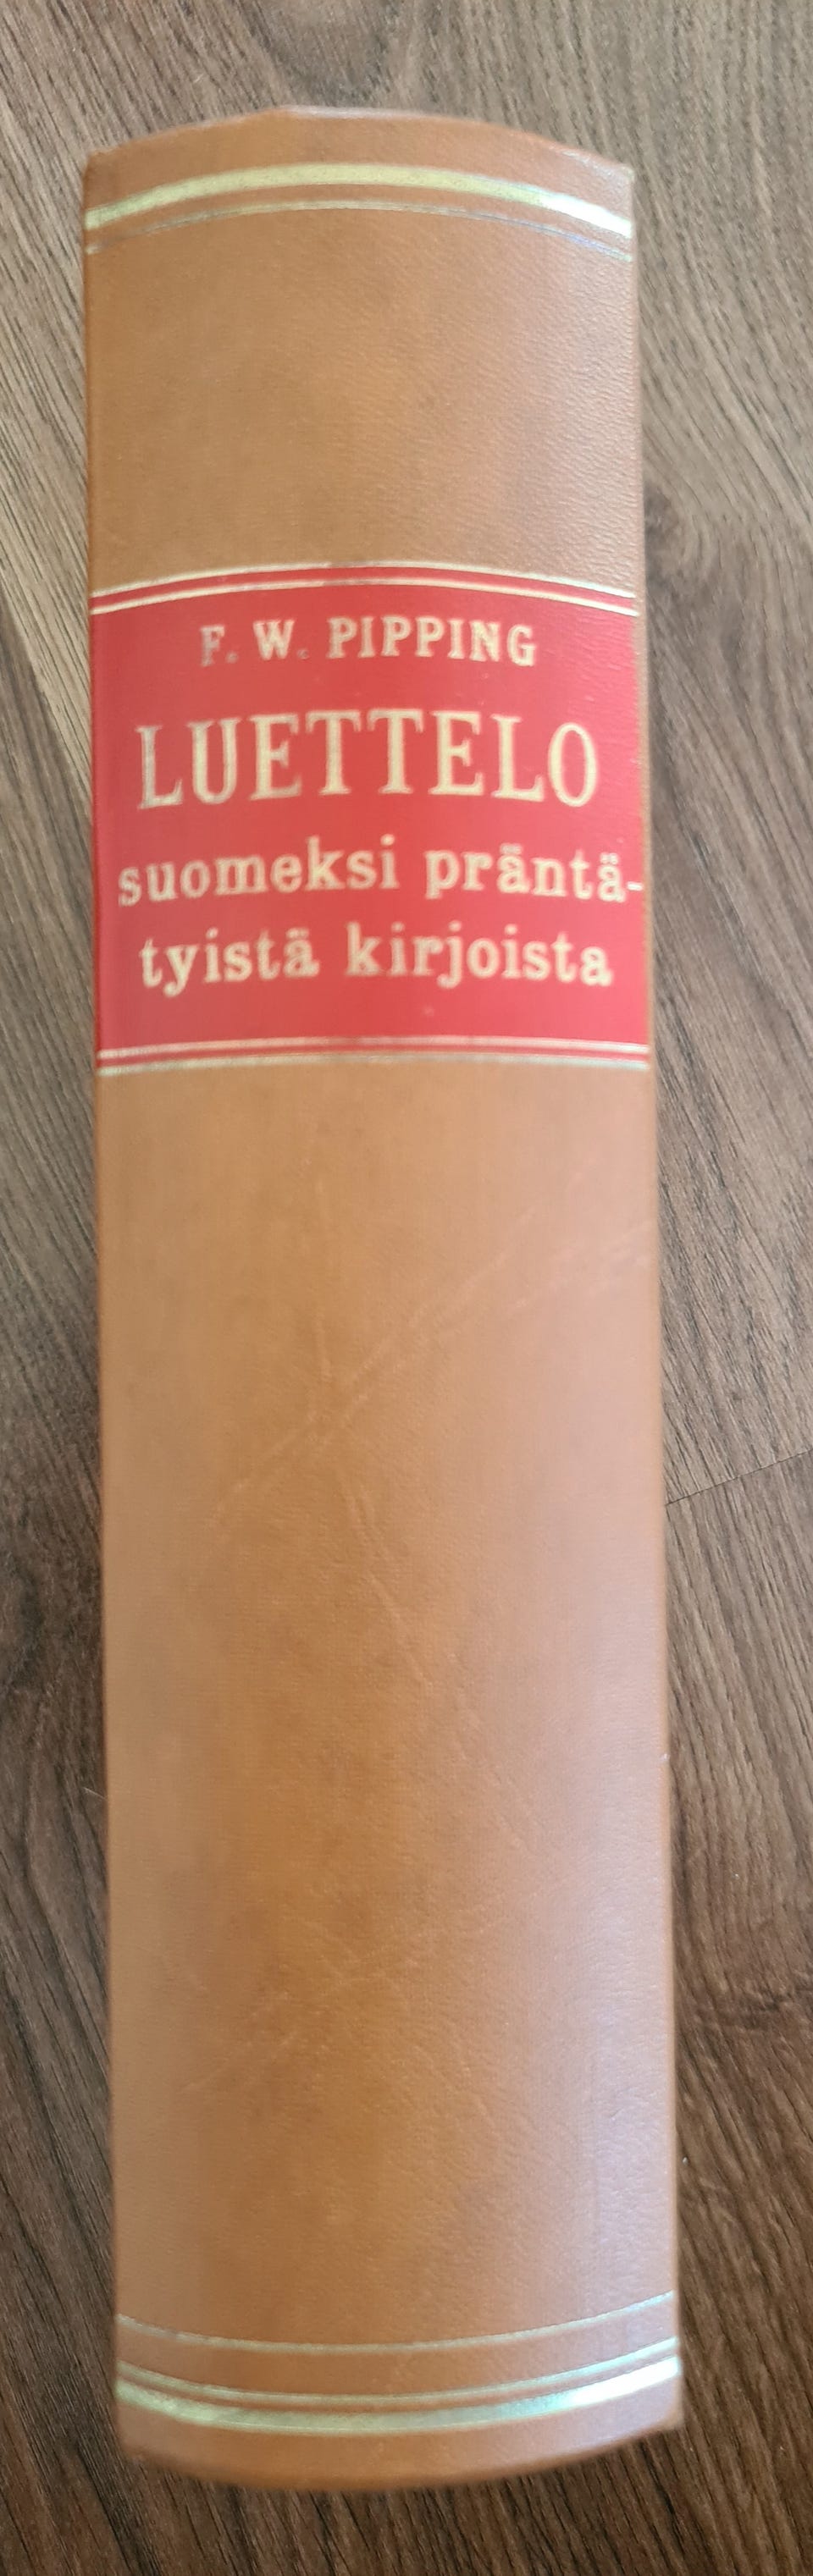 F. W. PIPPING
LUETTELO
suomeksi präntä-
tyistä kirjoista